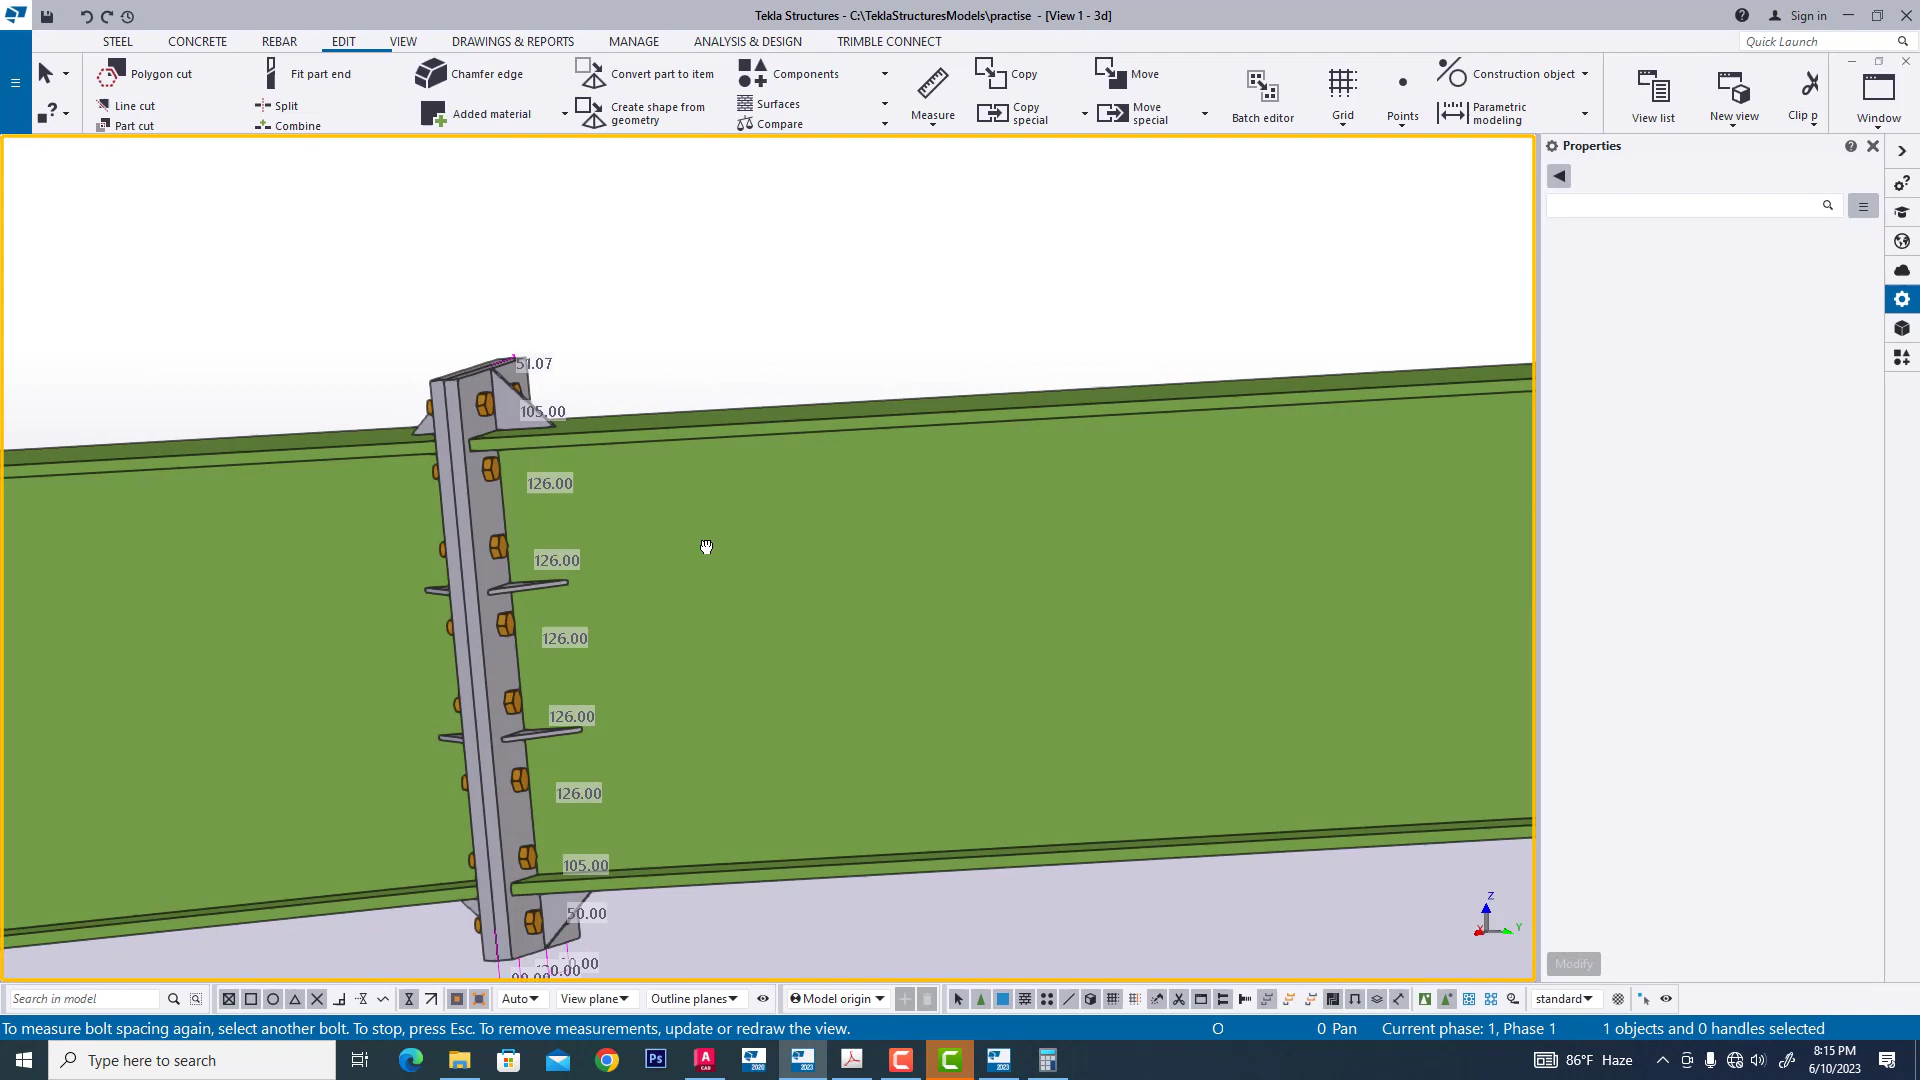 Tekla Structures - C:\TeklaStructuresModels\practise - [View 1 - 3d]
Sign in
STEEL CONCRETE REBAR EDIT VIEW DRAWINGS & REPORTS MANAGE ANALYSIS & DESIGN TRIMBLE CONNECT
Quick Launch
Polygon cut
Line cut
Part cut
Fit part end
Split
Combine
Chamfer edge
Added material
Convert part to item
Create shape from
geometry
Components
Surfaces
Compare
Measure
Copy
Copy
special
Move
Move
special
Batch editor
Grid
Points
Construction object
Parametric
modeling
View list
New view
Clip p
Window
Properties
51.07
105.00
126.00
126.00
126.00
126.00
126.00
105.00
50.00
Z
Y
Modify
Search in model
Auto
View plane
Outline planes
Model origin
standard
To measure bolt spacing again, select another bolt. To stop, press Esc. To remove measurements, update or redraw the view.
O
0 Pan
Current phase: 1, Phase 1
1 objects and 0 handles selected
Type here to search
86°F Haze
8:15 PM
6/10/2023